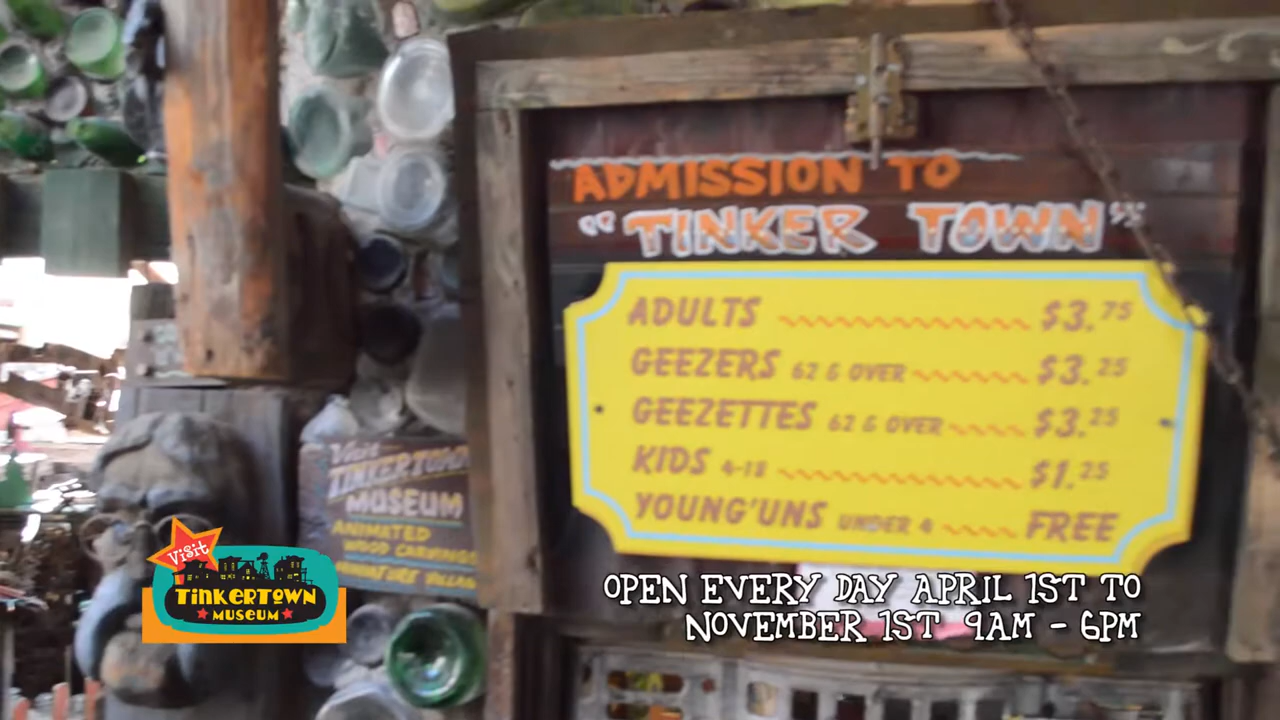 ADMISSION TO
"TINKER TOWN"
ADULTS $3.75
GEEZERS 62 & OVER $3.25
GEEZETTES 62 & OVER $3.25
KIDS 4-18 $1.25
YOUNG'UNS UNDER 4 FREE
Visit
TINKERTOWN
MUSEUM
ANIMATED
WOOD CARVINGS
MINIATURE VILLAGE
Visit
TINKERTOWN
MUSEUM
OPEN EVERY DAY APRIL 1ST TO
NOVEMBER 1ST 9AM - 6PM